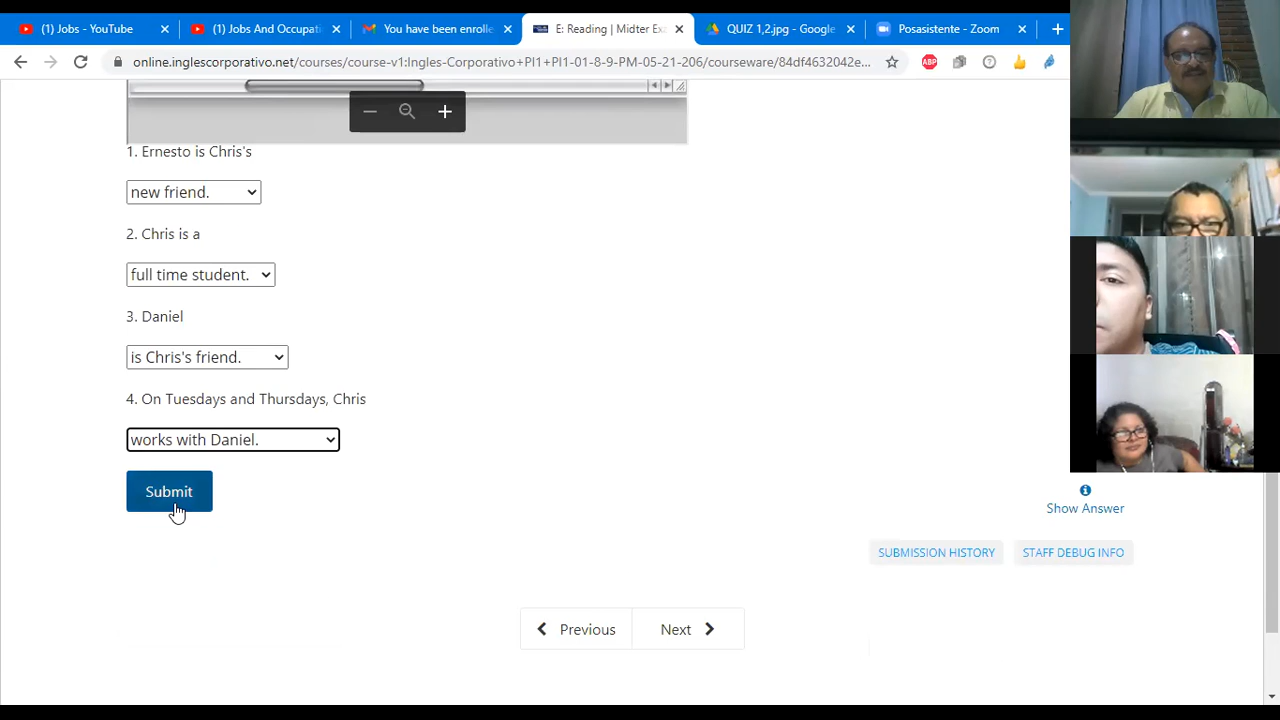 (1) Jobs - YouTube
(1) Jobs And Occupati
You have been enrolle
E: Reading | Midter Exa
QUIZ 1,2.jpg - Google
Posasistente - Zoom
online.inglescorporativo.net/courses/course-v1:Ingles-Corporativo+PI1+PI1-01-8-9-PM-05-21-206/courseware/84df4632042e...
ABP
1. Ernesto is Chris's
new friend.
2. Chris is a
full time student.
3. Daniel
is Chris's friend.
4. On Tuesdays and Thursdays, Chris
works with Daniel.
Submit
Show Answer
SUBMISSION HISTORY
STAFF DEBUG INFO
Previous
Next